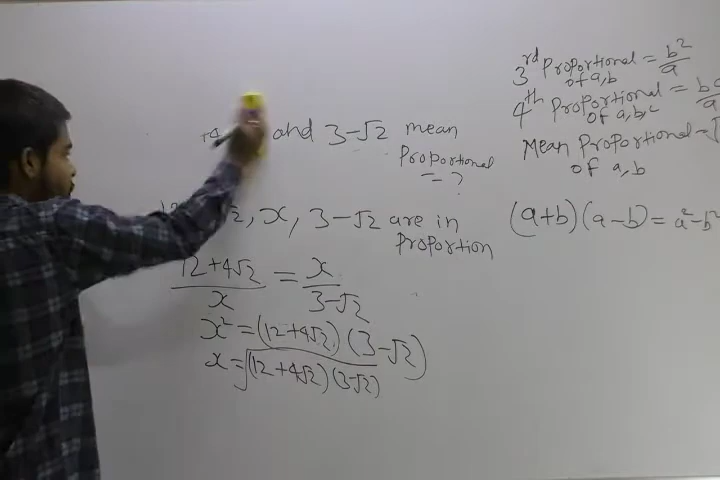 and 3-√2 mean
Proportional
= ?
√2, x, 3-√2 are in
Proportion
12+4√2 / x = x / 3-√2
x² = (12+4√2)(3-√2)
x = √(12+4√2)(3-√2)
3rd Proportional = b²/a
of a,b
4th Proportional =
of a,b,c
Mean Proportional =
of a,b
(a+b)(a-b) = a²-b²